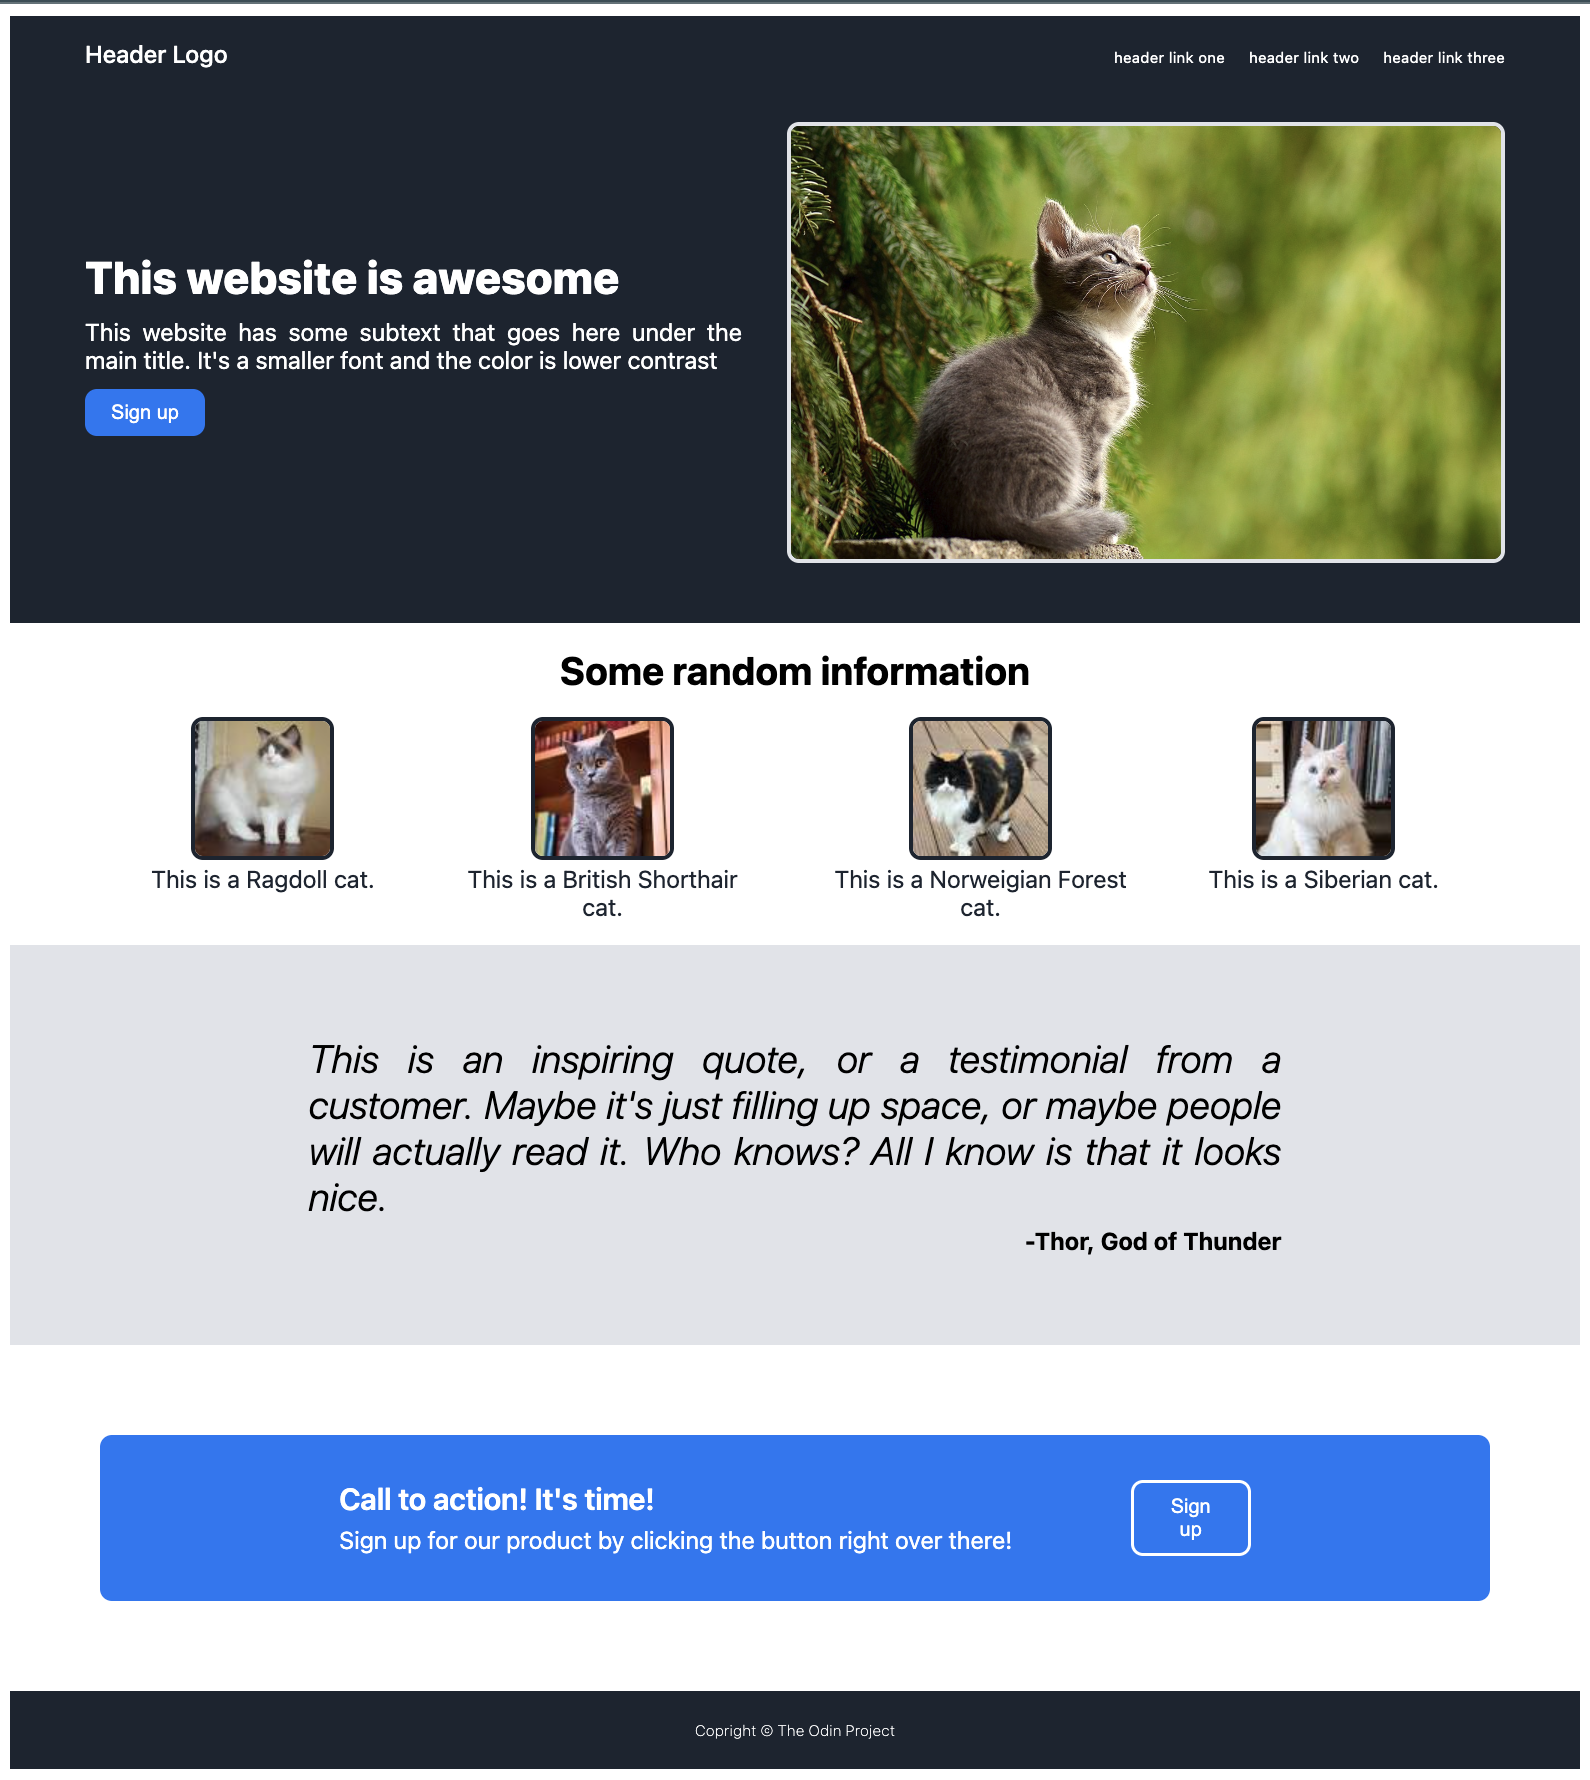 Header Logo
header link one header link two header link three
This website is awesome
This website has some subtext that goes here under the
main title. It's a smaller font and the color is lower contrast
Sign up
Some random information
This is a Ragdoll cat.
This is a British Shorthair
cat.
This is a Norweigian Forest
cat.
This is a Siberian cat.
This is an inspiring quote, or a testimonial from a
customer. Maybe it's just filling up space, or maybe people
will actually read it. Who knows? All I know is that it looks
nice.
-Thor, God of Thunder
Call to action! It's time!
Sign up for our product by clicking the button right over there!
Sign
up
Copright © The Odin Project